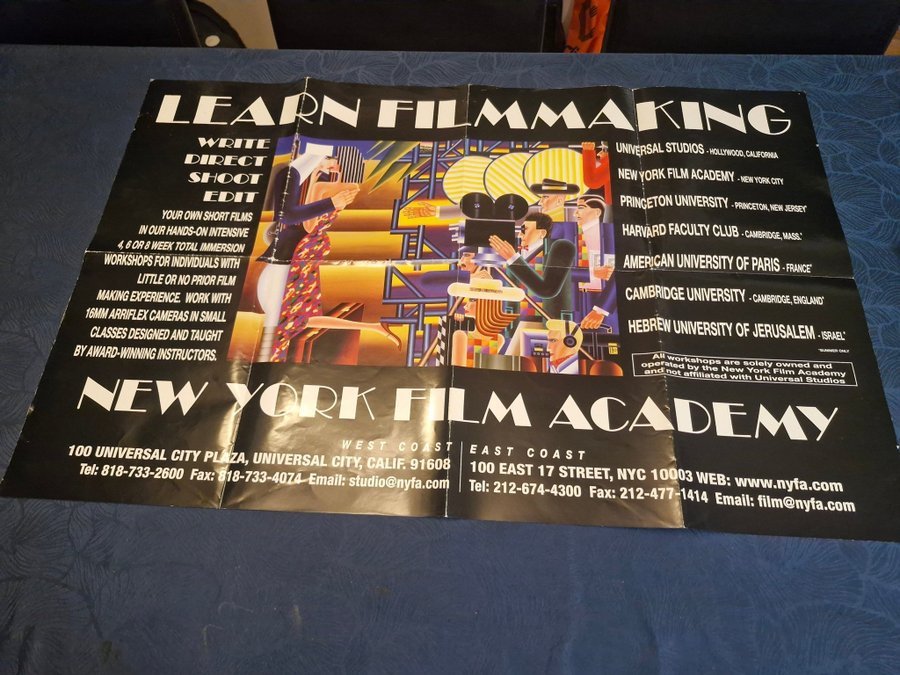 LEARN FILMMAKING
WRITE
DIRECT
SHOOT
EDIT
YOUR OWN SHORT FILMS
IN OUR HANDS-ON INTENSIVE
4, 6 OR 8 WEEK TOTAL IMMERSION
WORKSHOPS FOR INDIVIDUALS WITH
LITTLE OR NO PRIOR FILM
MAKING EXPERIENCE. WORK WITH
16MM ARRIFLEX CAMERAS IN SMALL
CLASSES DESIGNED AND TAUGHT
BY AWARD-WINNING INSTRUCTORS.
UNIVERSAL STUDIOS - HOLLYWOOD, CALIFORNIA
NEW YORK FILM ACADEMY - NEW YORK CITY
PRINCETON UNIVERSITY - PRINCETON, NEW JERSEY*
HARVARD FACULTY CLUB - CAMBRIDGE, MASS.*
AMERICAN UNIVERSITY OF PARIS - FRANCE*
CAMBRIDGE UNIVERSITY - CAMBRIDGE, ENGLAND*
HEBREW UNIVERSITY OF JERUSALEM - ISRAEL*
*SUMMER ONLY
All workshops are solely owned and
operated by the New York Film Academy
and not affiliated with Universal Studios
NEW YORK FILM ACADEMY
WEST COAST
100 UNIVERSAL CITY PLAZA, UNIVERSAL CITY, CALIF. 91608
Tel: 818-733-2600 Fax: 818-733-4074 Email: studio@nyfa.com
EAST COAST
100 EAST 17 STREET, NYC 10003 WEB: www.nyfa.com
Tel: 212-674-4300 Fax: 212-477-1414 Email: film@nyfa.com